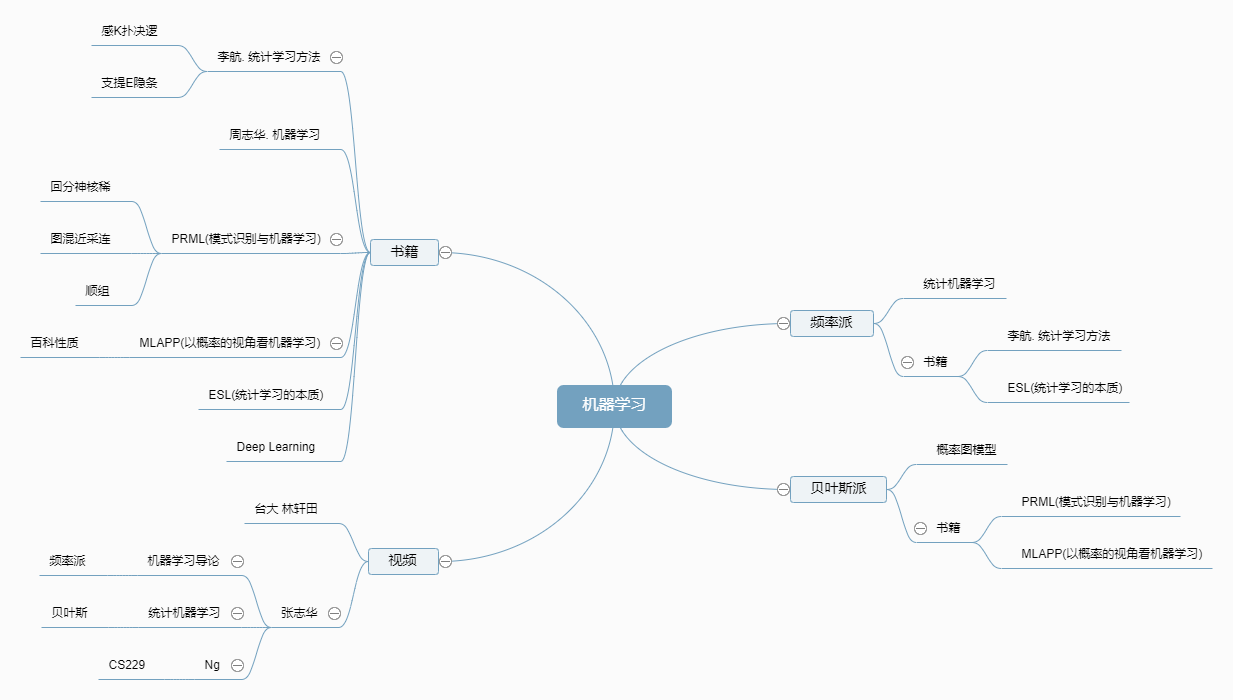 机器学习
频率派
统计机器学习
书籍
李航. 统计学习方法
ESL(统计学习的本质)
贝叶斯派
概率图模型
书籍
PRML(模式识别与机器学习)
MLAPP(以概率的视角看机器学习)
书籍
李航. 统计学习方法
感K扑决逻
支提E隐条
周志华. 机器学习
PRML(模式识别与机器学习)
回分神核稀
图混近采连
顺组
MLAPP(以概率的视角看机器学习)
百科性质
ESL(统计学习的本质)
Deep Learning
视频
台大 林轩田
张志华
机器学习导论
频率派
统计机器学习
贝叶斯
Ng
CS229